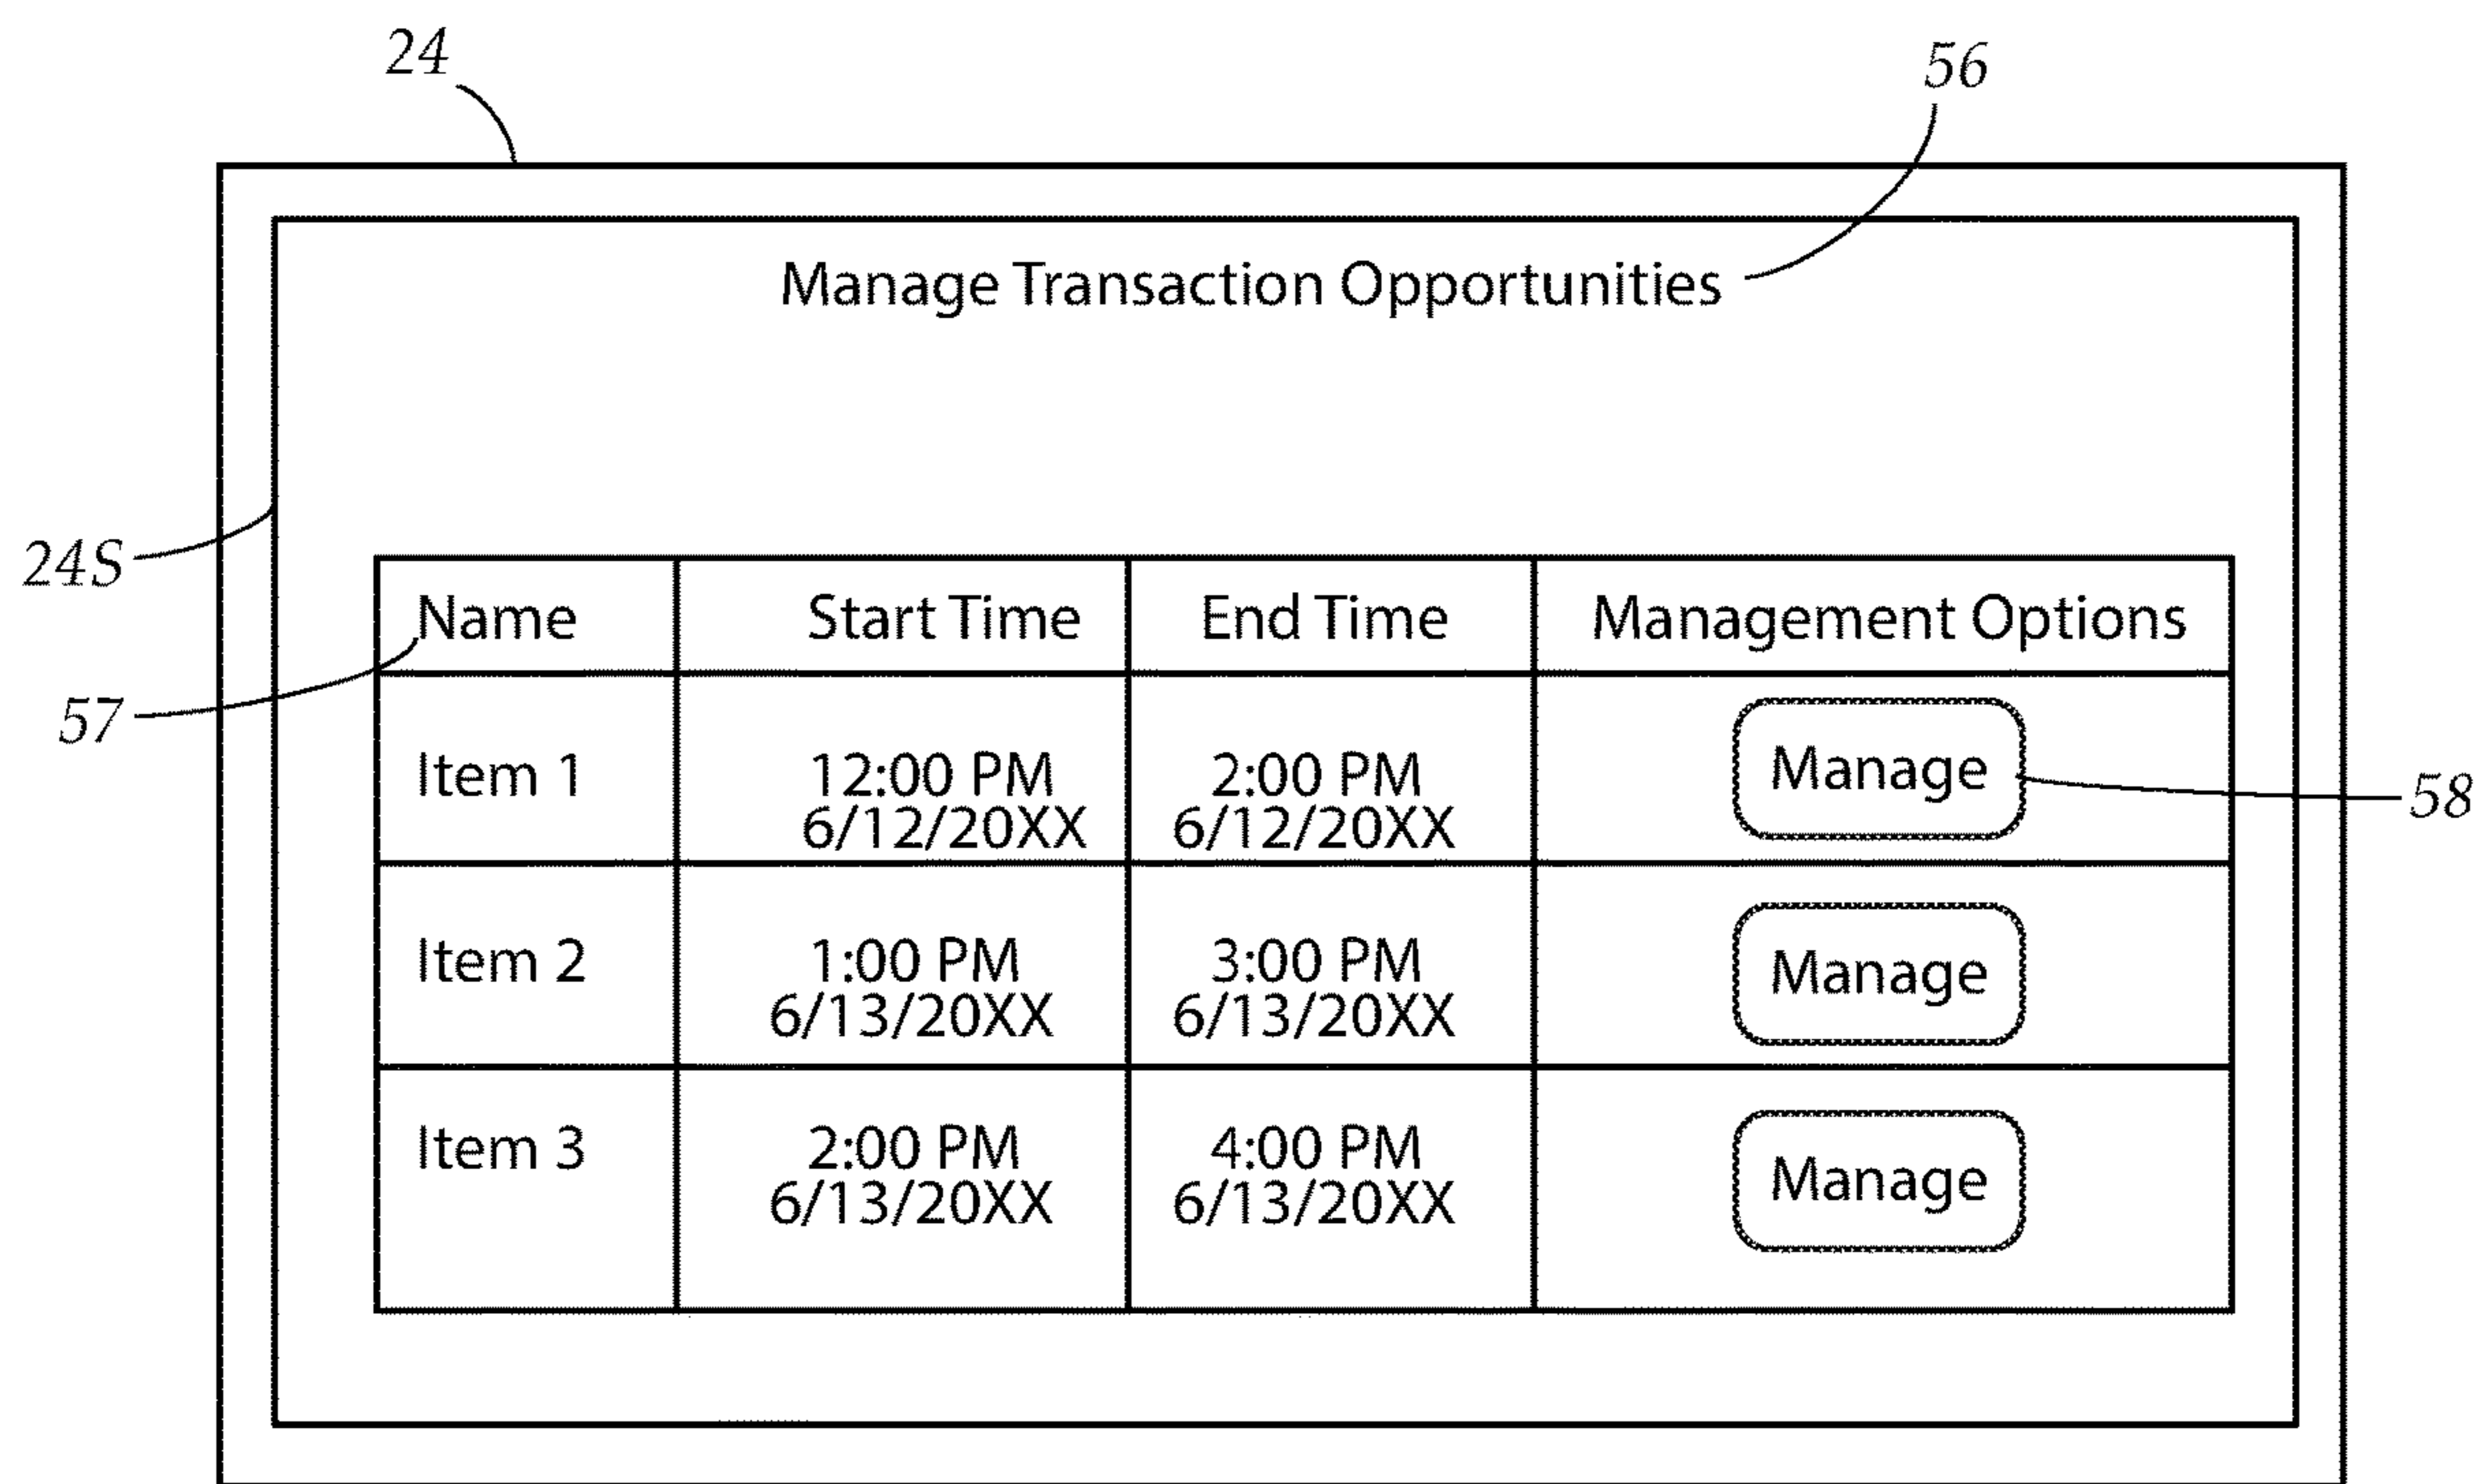 24
56
Manage Transaction Opportunities
24S
Name Start Time End Time Management Options
57
Item 1 12:00 PM 2:00 PM Manage
6/12/20XX 6/12/20XX
58
Item 2 1:00 PM 3:00 PM Manage
6/13/20XX 6/13/20XX
Item 3 2:00 PM 4:00 PM Manage
6/13/20XX 6/13/20XX